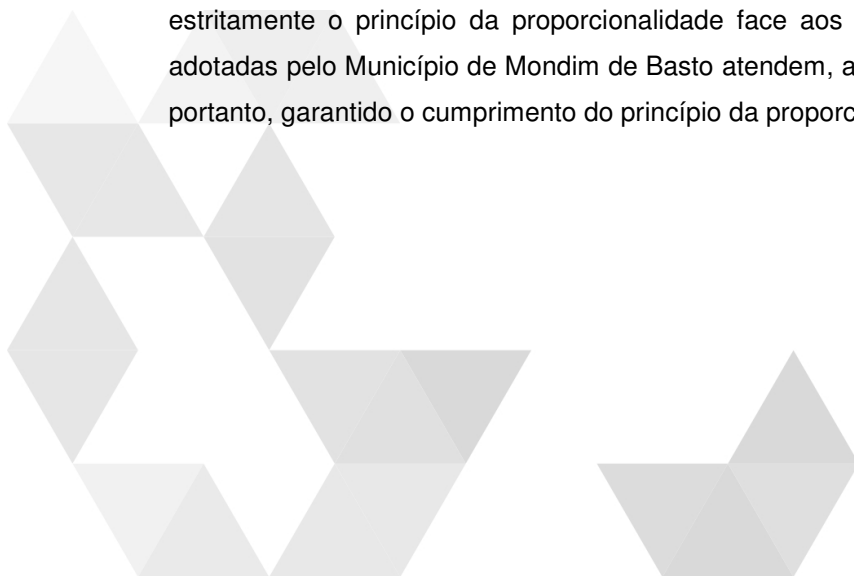 estritamente o princípio da proporcionalidade face aos
adotadas pelo Município de Mondim de Basto atendem, a
portanto, garantido o cumprimento do princípio da proporc